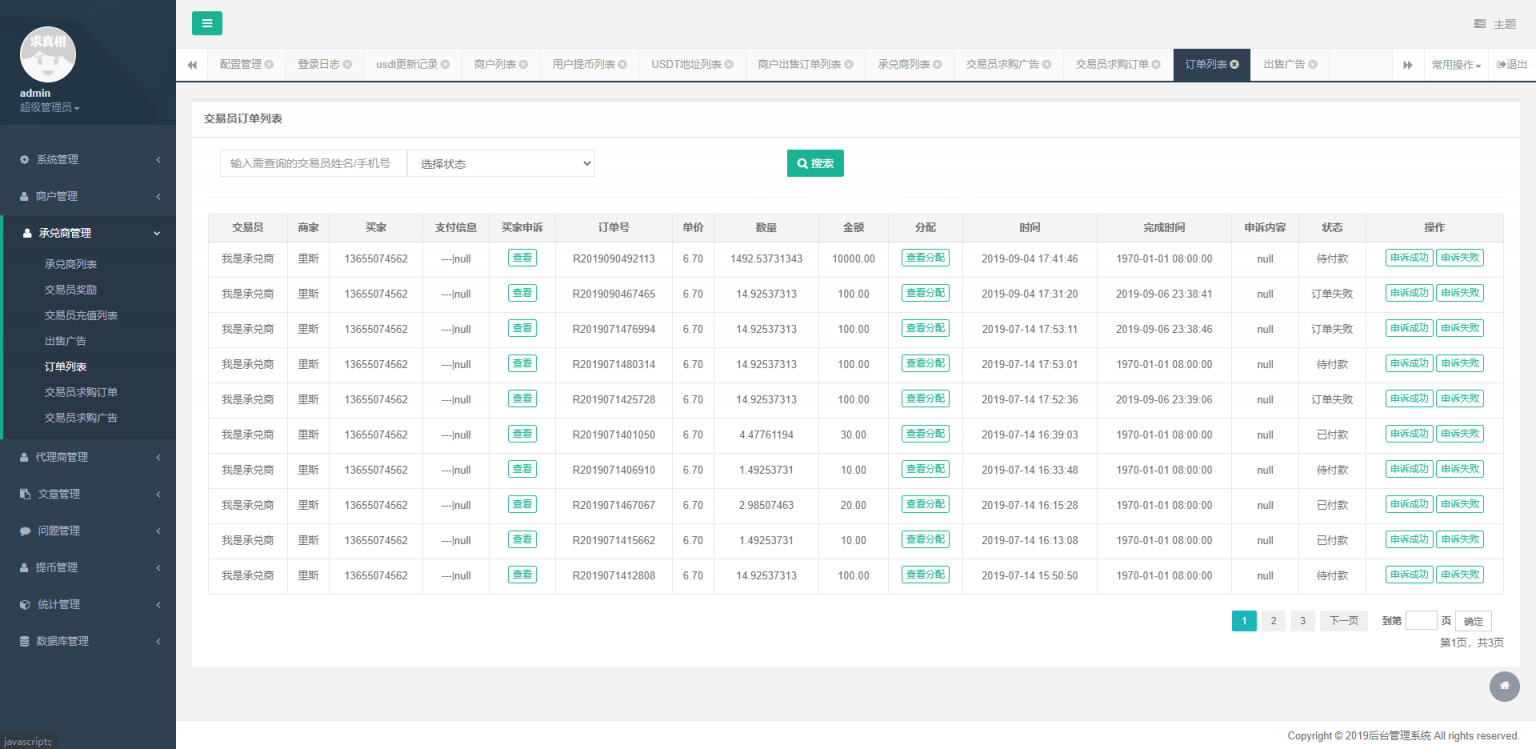 求真相
admin
超级管理员
系统管理
商户管理
承兑商管理
承兑商列表
交易员奖励
交易员充值列表
出售广告
订单列表
交易员求购订单
交易员求购广告
代理商管理
文章管理
问题管理
提币管理
统计管理
数据库管理
javascript:;
主题
配置管理 登录日志 usdt更新记录 商户列表 用户提币列表 USDT地址列表 商户出售订单列表 承兑商列表 交易员求购广告 交易员求购订单 订单列表 出售广告 常用操作 退出
交易员订单列表
输入需查询的交易员姓名/手机号 选择状态 搜索
交易员 商家 买家 支付信息 买家申诉 订单号 单价 数量 金额 分配 时间 完成时间 申诉内容 状态 操作
我是承兑商 里斯 13655074562 ---|null 查看 R2019090492113 6.70 1492.53731343 10000.00 查看分配 2019-09-04 17:41:46 1970-01-01 08:00:00 null 待付款 申诉成功 申诉失败
我是承兑商 里斯 13655074562 ---|null 查看 R2019090467465 6.70 14.92537313 100.00 查看分配 2019-09-04 17:31:20 2019-09-06 23:38:41 null 订单失败 申诉成功 申诉失败
我是承兑商 里斯 13655074562 ---|null 查看 R2019071476994 6.70 14.92537313 100.00 查看分配 2019-07-14 17:53:11 2019-09-06 23:38:46 null 订单失败 申诉成功 申诉失败
我是承兑商 里斯 13655074562 ---|null 查看 R2019071480314 6.70 14.92537313 100.00 查看分配 2019-07-14 17:53:01 1970-01-01 08:00:00 null 待付款 申诉成功 申诉失败
我是承兑商 里斯 13655074562 ---|null 查看 R2019071425728 6.70 14.92537313 100.00 查看分配 2019-07-14 17:52:36 2019-09-06 23:39:06 null 订单失败 申诉成功 申诉失败
我是承兑商 里斯 13655074562 ---|null 查看 R2019071401050 6.70 4.47761194 30.00 查看分配 2019-07-14 16:39:03 1970-01-01 08:00:00 null 已付款 申诉成功 申诉失败
我是承兑商 里斯 13655074562 ---|null 查看 R2019071406910 6.70 1.49253731 10.00 查看分配 2019-07-14 16:33:48 1970-01-01 08:00:00 null 待付款 申诉成功 申诉失败
我是承兑商 里斯 13655074562 ---|null 查看 R2019071467067 6.70 2.98507463 20.00 查看分配 2019-07-14 16:15:28 1970-01-01 08:00:00 null 已付款 申诉成功 申诉失败
我是承兑商 里斯 13655074562 ---|null 查看 R2019071415662 6.70 1.49253731 10.00 查看分配 2019-07-14 16:13:08 1970-01-01 08:00:00 null 已付款 申诉成功 申诉失败
我是承兑商 里斯 13655074562 ---|null 查看 R2019071412808 6.70 14.92537313 100.00 查看分配 2019-07-14 15:50:50 1970-01-01 08:00:00 null 待付款 申诉成功 申诉失败
1 2 3 下一页 到第 页 确定
第1页，共3页
Copyright © 2019后台管理系统 All rights reserved.